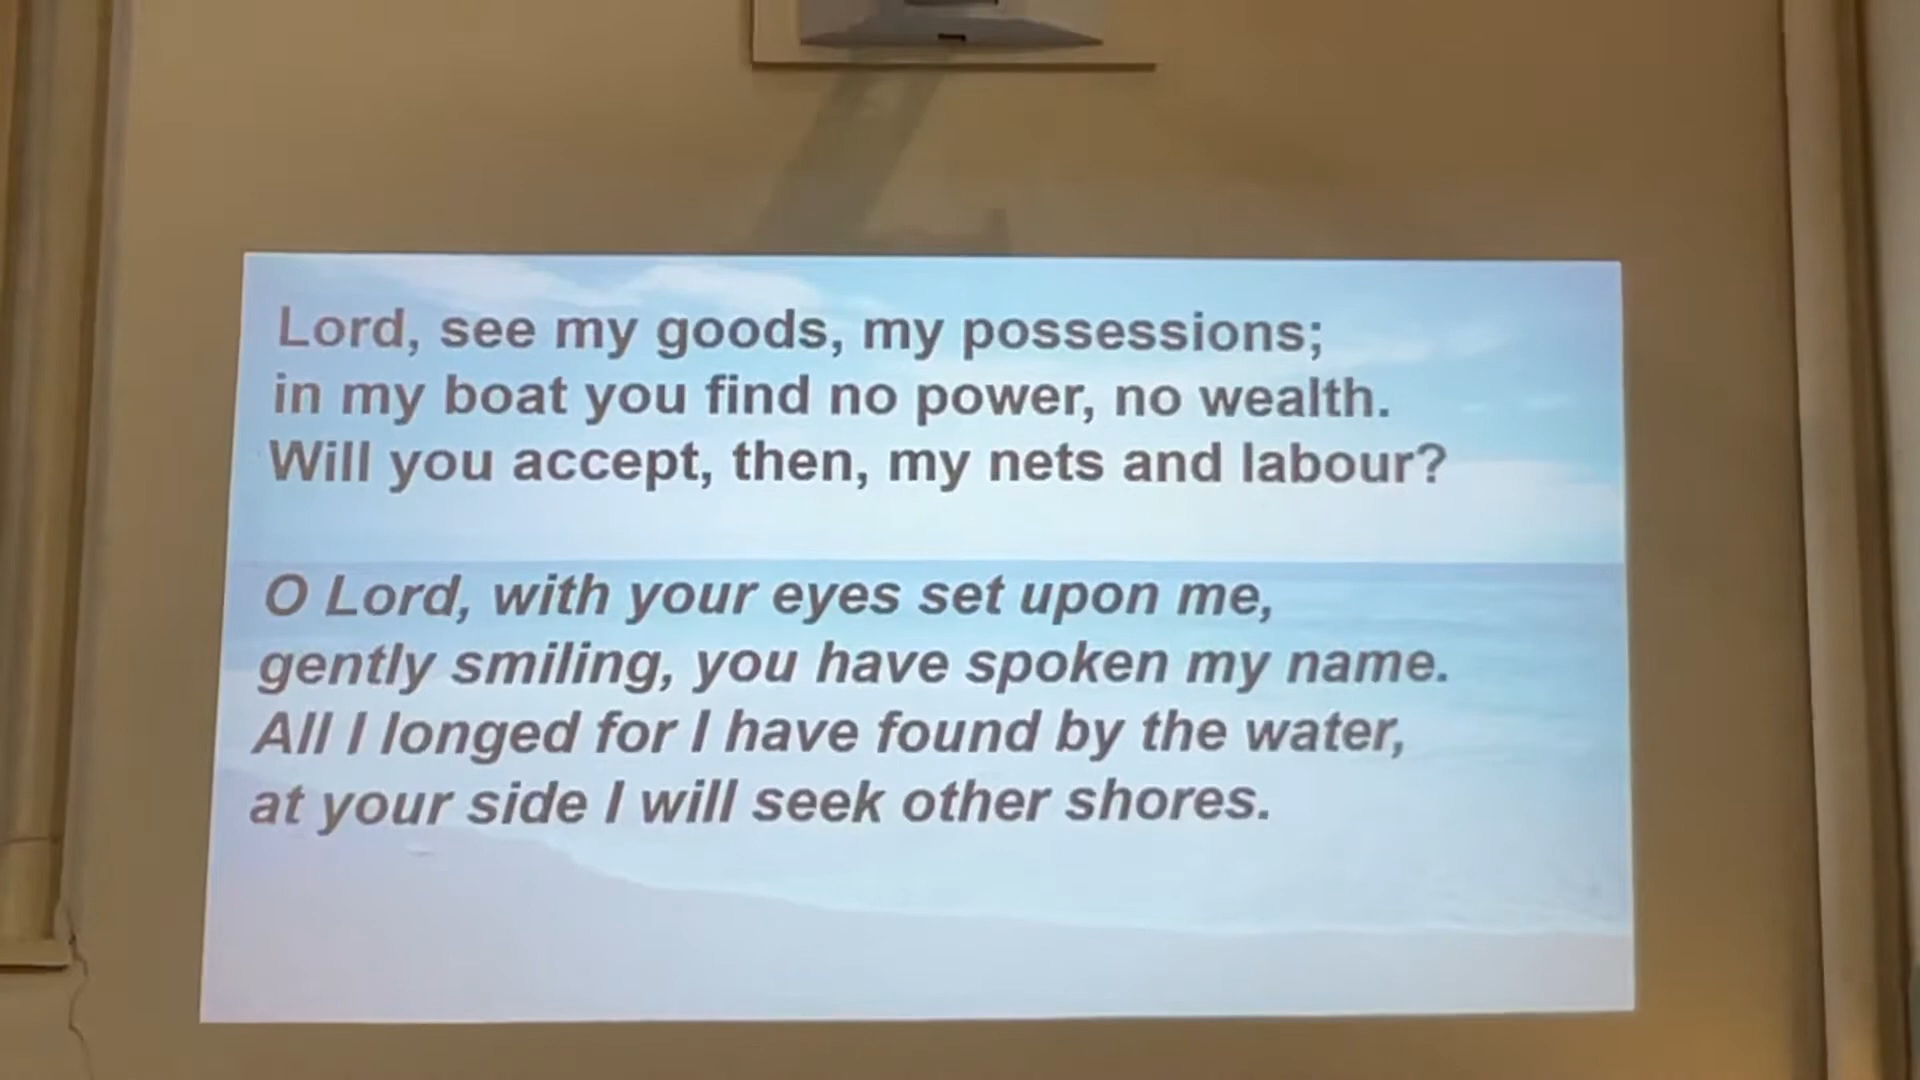 Lord, see my goods, my possessions;
in my boat you find no power, no wealth.
Will you accept, then, my nets and labour?
O Lord, with your eyes set upon me,
gently smiling, you have spoken my name.
All I longed for I have found by the water,
at your side I will seek other shores.